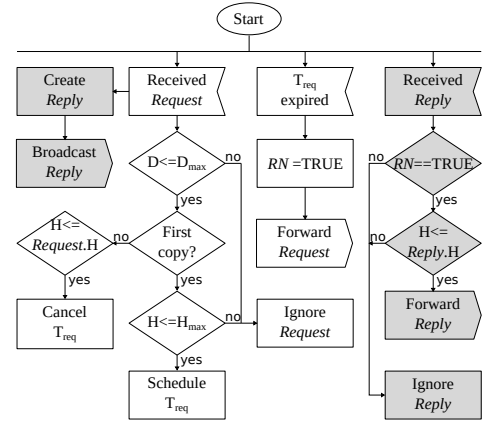 Start
Create
Reply
Received
Request
T_req
expired
Received
Reply
Broadcast
Reply
D<=D_max
no
yes
RN =TRUE
no
RN==TRUE
yes
H<=
Request.H
no
First
copy?
Forward
Request
no
H<=
Reply.H
yes
yes
yes
Cancel
T_req
H<=H_max
no
Ignore
Request
Forward
Reply
yes
Schedule
T_req
Ignore
Reply